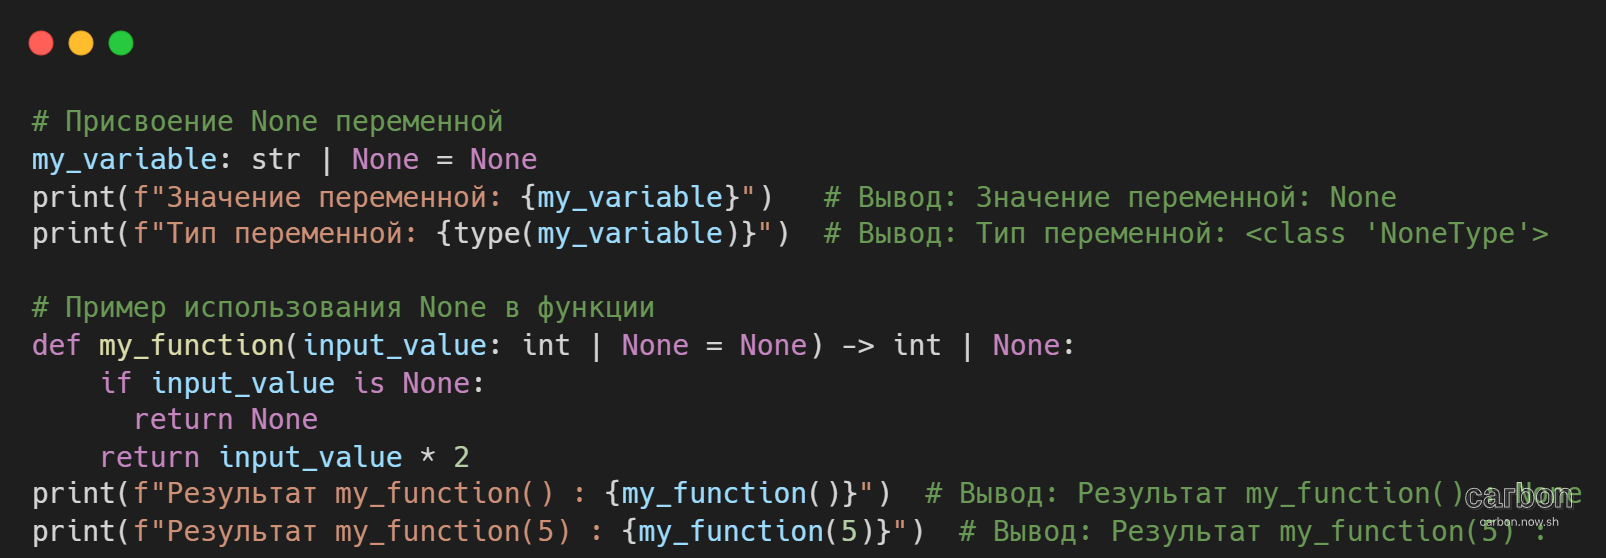 # Присвоение None переменной
my_variable: str | None = None
print(f"Значение переменной: {my_variable}")   # Вывод: Значение переменной: None
print(f"Тип переменной: {type(my_variable)}")  # Вывод: Тип переменной: <class 'NoneType'>

# Пример использования None в функции
def my_function(input_value: int | None = None) -> int | None:
    if input_value is None:
      return None
    return input_value * 2
print(f"Результат my_function() : {my_function()}")  # Вывод: Результат my_function() : None
print(f"Результат my_function(5) : {my_function(5)}")  # Вывод: Результат my_function(5) :
carbon
carbon.now.sh